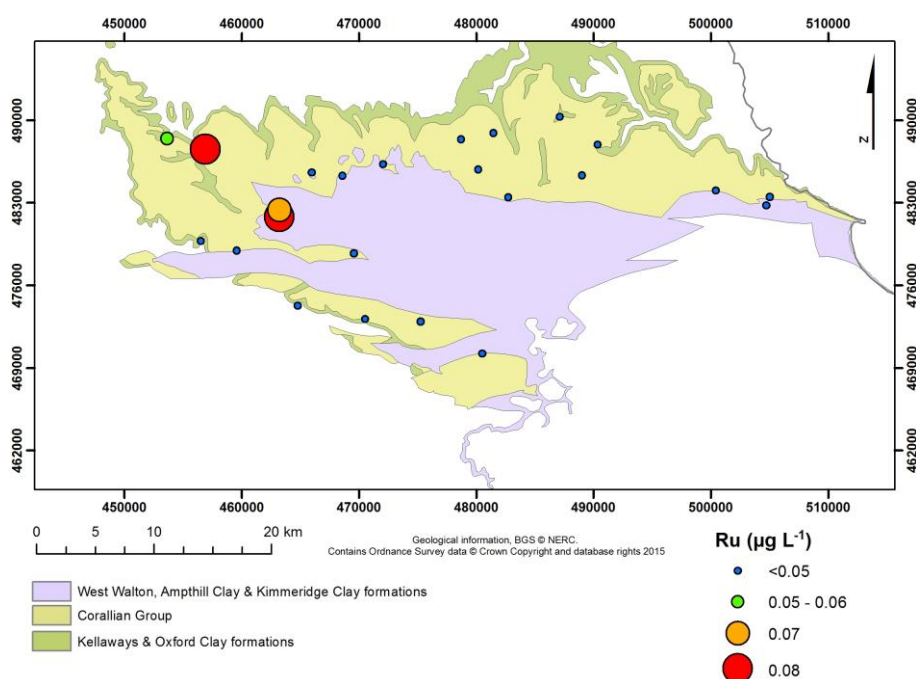 450000 460000 470000 480000 490000 500000 510000
490000 490000
483000 483000
476000 476000
469000 469000
462000 462000
N
450000 460000 470000 480000 490000 500000 510000
0 5 10 20 km
Geological information, BGS © NERC.
Contains Ordnance Survey data © Crown Copyright and database rights 2015
West Walton, Ampthill Clay & Kimmeridge Clay formations
Corallian Group
Kellaways & Oxford Clay formations
Ru (µg L⁻¹)
<0.05
0.05 - 0.06
0.07
0.08